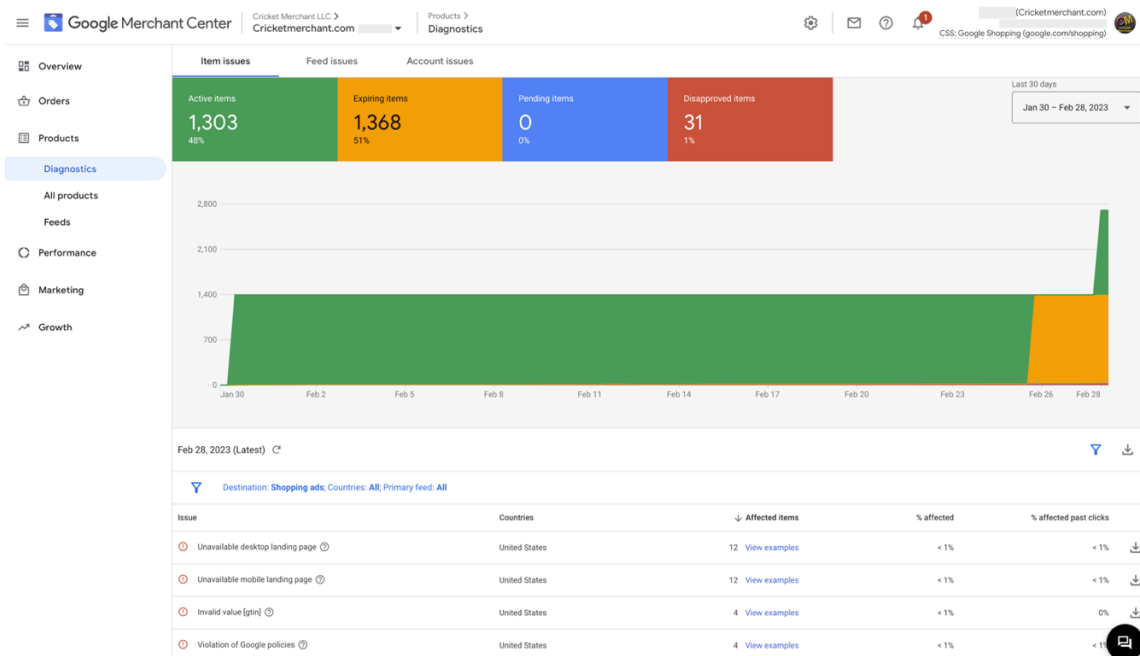 Google Merchant Center
Cricket Merchant LLC
Cricketmerchant.com
Products
Diagnostics
1
(Cricketmerchant.com)
CSS: Google Shopping (google.com/shopping)
Overview
Orders
Products
Diagnostics
All products
Feeds
Performance
Marketing
Growth
Item issues
Feed issues
Account issues
Active items
1,303
48%
Expiring items
1,368
51%
Pending items
0
0%
Disapproved items
31
1%
Last 30 days
Jan 30 – Feb 28, 2023
2,800
2,100
1,400
700
0
Jan 30 Feb 2 Feb 5 Feb 8 Feb 11 Feb 14 Feb 17 Feb 20 Feb 23 Feb 26 Feb 28
Feb 28, 2023 (Latest)
Destination: Shopping ads; Countries: All; Primary feed: All
Issue Countries Affected items % affected % affected past clicks
Unavailable desktop landing page United States 12 View examples < 1% < 1%
Unavailable mobile landing page United States 12 View examples < 1% < 1%
Invalid value [gtin] United States 4 View examples < 1% 0%
Violation of Google policies United States 4 View examples < 1%